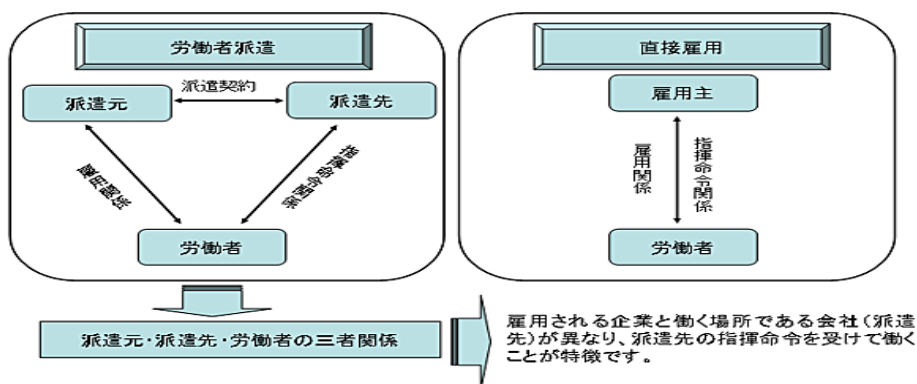 労働者派遣
派遣元
派遣契約
派遣先
雇用関係
指揮命令関係
労働者
直接雇用
雇用主
雇用関係
指揮命令関係
労働者
派遣元・派遣先・労働者の三者関係
雇用される企業と働く場所である会社（派遣
先）が異なり、派遣先の指揮命令を受けて働く
ことが特徴です。